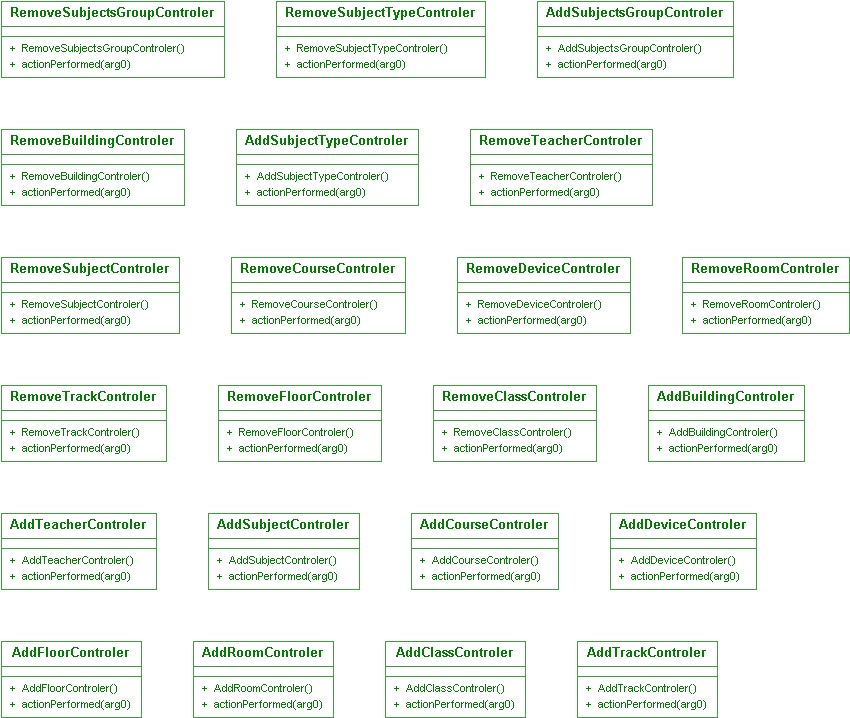 RemoveSubjectsGroupControler
+ RemoveSubjectsGroupControler()
+ actionPerformed(arg0)
RemoveSubjectTypeControler
+ RemoveSubjectTypeControler()
+ actionPerformed(arg0)
AddSubjectsGroupControler
+ AddSubjectsGroupControler()
+ actionPerformed(arg0)
RemoveBuildingControler
+ RemoveBuildingControler()
+ actionPerformed(arg0)
AddSubjectTypeControler
+ AddSubjectTypeControler()
+ actionPerformed(arg0)
RemoveTeacherControler
+ RemoveTeacherControler()
+ actionPerformed(arg0)
RemoveSubjectControler
+ RemoveSubjectControler()
+ actionPerformed(arg0)
RemoveCourseControler
+ RemoveCourseControler()
+ actionPerformed(arg0)
RemoveDeviceControler
+ RemoveDeviceControler()
+ actionPerformed(arg0)
RemoveRoomControler
+ RemoveRoomControler()
+ actionPerformed(arg0)
RemoveTrackControler
+ RemoveTrackControler()
+ actionPerformed(arg0)
RemoveFloorControler
+ RemoveFloorControler()
+ actionPerformed(arg0)
RemoveClassControler
+ RemoveClassControler()
+ actionPerformed(arg0)
AddBuildingControler
+ AddBuildingControler()
+ actionPerformed(arg0)
AddTeacherControler
+ AddTeacherControler()
+ actionPerformed(arg0)
AddSubjectControler
+ AddSubjectControler()
+ actionPerformed(arg0)
AddCourseControler
+ AddCourseControler()
+ actionPerformed(arg0)
AddDeviceControler
+ AddDeviceControler()
+ actionPerformed(arg0)
AddFloorControler
+ AddFloorControler()
+ actionPerformed(arg0)
AddRoomControler
+ AddRoomControler()
+ actionPerformed(arg0)
AddClassControler
+ AddClassControler()
+ actionPerformed(arg0)
AddTrackControler
+ AddTrackControler()
+ actionPerformed(arg0)